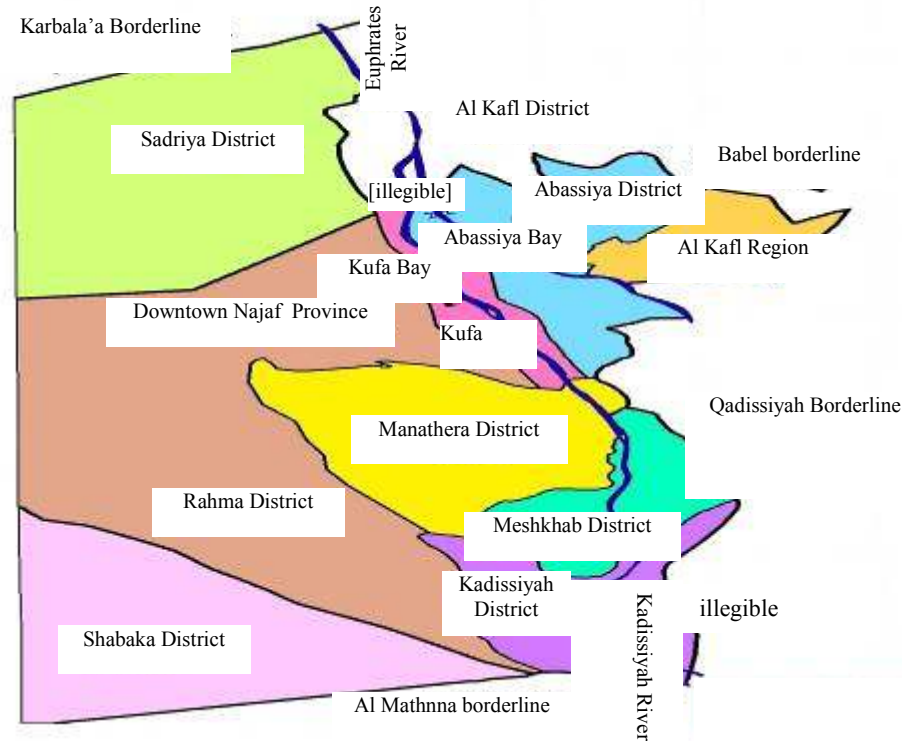 Karbala’a Borderline
Euphrates
River
Al Kafl District
Sadriya District
Babel borderline
[illegible]
Abassiya District
Abassiya Bay
Al Kafl Region
Kufa Bay
Downtown Najaf Province
Kufa
Qadissiyah Borderline
Manathera District
Rahma District
Meshkhab District
Kadissiyah
District
Kadissiyah River
illegible
Shabaka District
Al Mathnna borderline